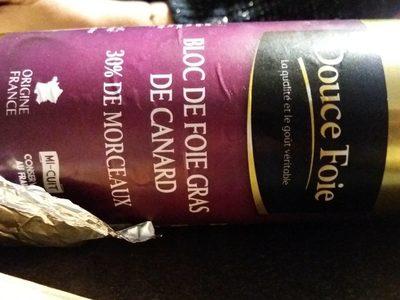 Douce Foie
La qualité et le goût véritable
BLOC DE FOIE GRAS
DE CANARD
30% DE MORCEAUX
ORIGINE
FRANCE
MI-CUIT